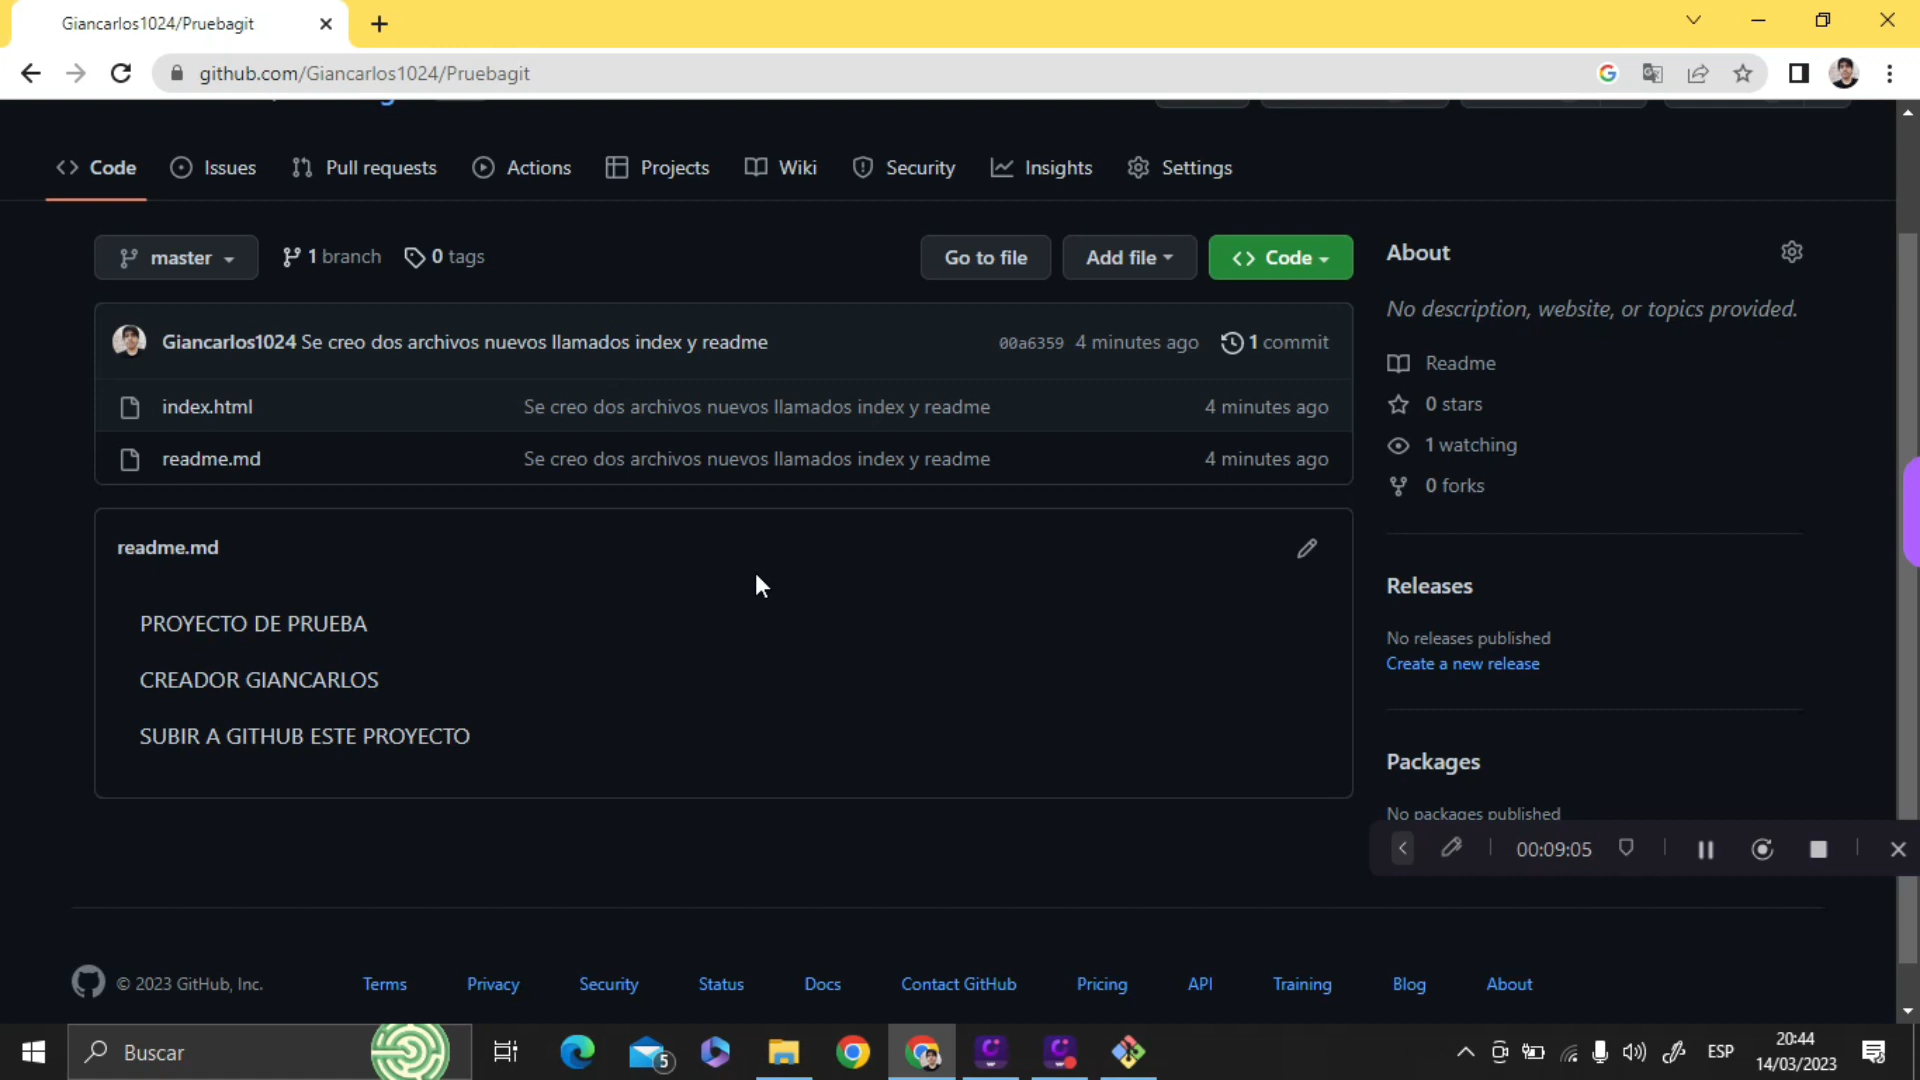 Giancarlos1024/Pruebagit
github.com/Giancarlos1024/Pruebagit
Code Issues Pull requests Actions Projects Wiki Security Insights Settings
master 1 branch 0 tags Go to file Add file Code
Giancarlos1024 Se creo dos archivos nuevos llamados index y readme 00a6359 4 minutes ago 1 commit
index.html Se creo dos archivos nuevos llamados index y readme 4 minutes ago
readme.md Se creo dos archivos nuevos llamados index y readme 4 minutes ago
readme.md
PROYECTO DE PRUEBA
CREADOR GIANCARLOS
SUBIR A GITHUB ESTE PROYECTO
About
No description, website, or topics provided.
Readme
0 stars
1 watching
0 forks
Releases
No releases published
Create a new release
Packages
No packages published
00:09:05
© 2023 GitHub, Inc. Terms Privacy Security Status Docs Contact GitHub Pricing API Training Blog About
Buscar
5
ESP
20:44
14/03/2023